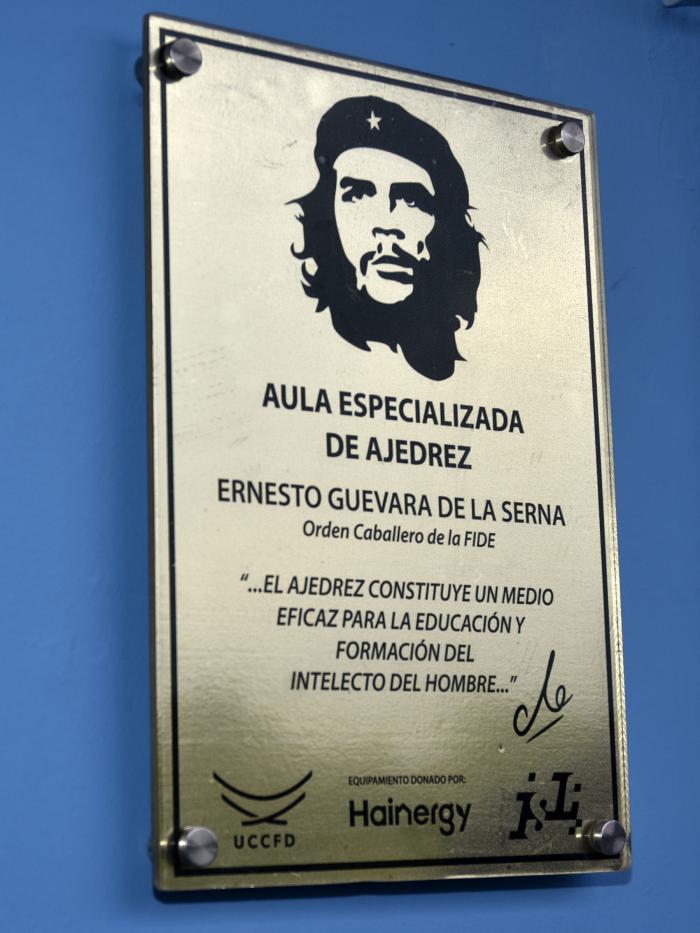 AULA ESPECIALIZADA
DE AJEDREZ
ERNESTO GUEVARA DE LA SERNA
Orden Caballero de la FIDE
“...EL AJEDREZ CONSTITUYE UN MEDIO
EFICAZ PARA LA EDUCACIÓN Y
FORMACIÓN DEL
INTELECTO DEL HOMBRE...”
Che
UCCFD
EQUIPAMIENTO DONADO POR:
Hainergy